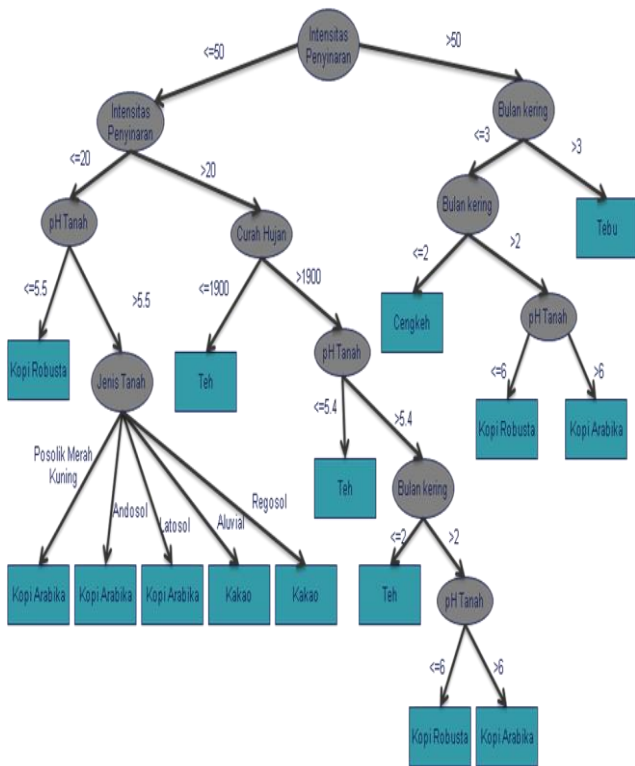 Intensitas
Penyinaran
<=50
>50
Intensitas
Penyinaran
Bulan kering
<=20
>20
<=3
>3
pH Tanah
Curah Hujan
Bulan kering
Tebu
<=5.5
>5.5
<=1900
>1900
<=2
>2
Kopi Robusta
Jenis Tanah
Teh
pH Tanah
Cengkeh
pH Tanah
<=6
>6
Posolik Merah
Kuning
Andosol
Latosol
Aluvial
Regosol
<=5.4
>5.4
Kopi Robusta
Kopi Arabika
Teh
Bulan kering
<=2
>2
Kopi Arabika
Kopi Arabika
Kopi Arabika
Kakao
Kakao
Teh
pH Tanah
<=6
>6
Kopi Robusta
Kopi Arabika